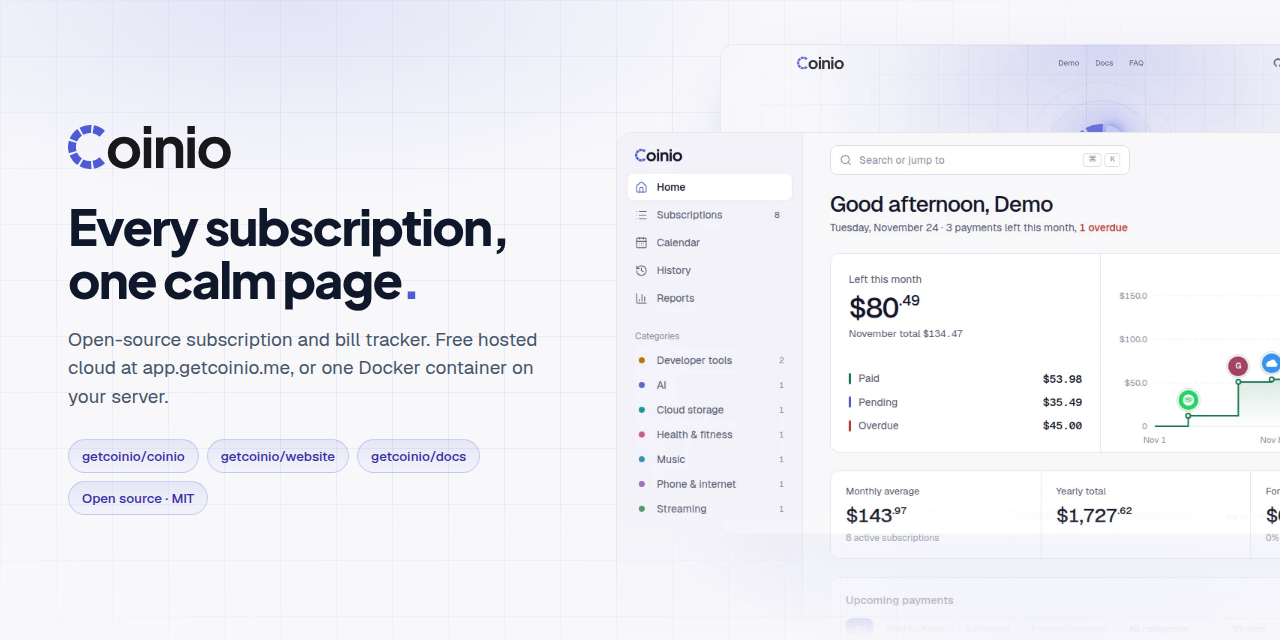 Coinio
Every subscription,
one calm page.
Open-source subscription and bill tracker. Free hosted
cloud at app.getcoinio.me, or one Docker container on
your server.
getcoinio/coinio
getcoinio/website
getcoinio/docs
Open source · MIT
Coinio
Demo
Docs
FAQ
Coinio
Home
Subscriptions 8
Calendar
History
Reports
Categories
Developer tools 2
AI 1
Cloud storage 1
Health & fitness 1
Music 1
Phone & internet 1
Streaming 1
Search or jump to
⌘ K
Good afternoon, Demo
Tuesday, November 24 · 3 payments left this month, 1 overdue
Left this month
$80.49
November total $134.47
Paid $53.98
Pending $35.49
Overdue $45.00
$150.0
$100.0
$50.0
0
G
Nov 1
Nov
Monthly average
$143.97
8 active subscriptions
Yearly total
$1,727.62
0%
Upcoming payments
All categories
30 days